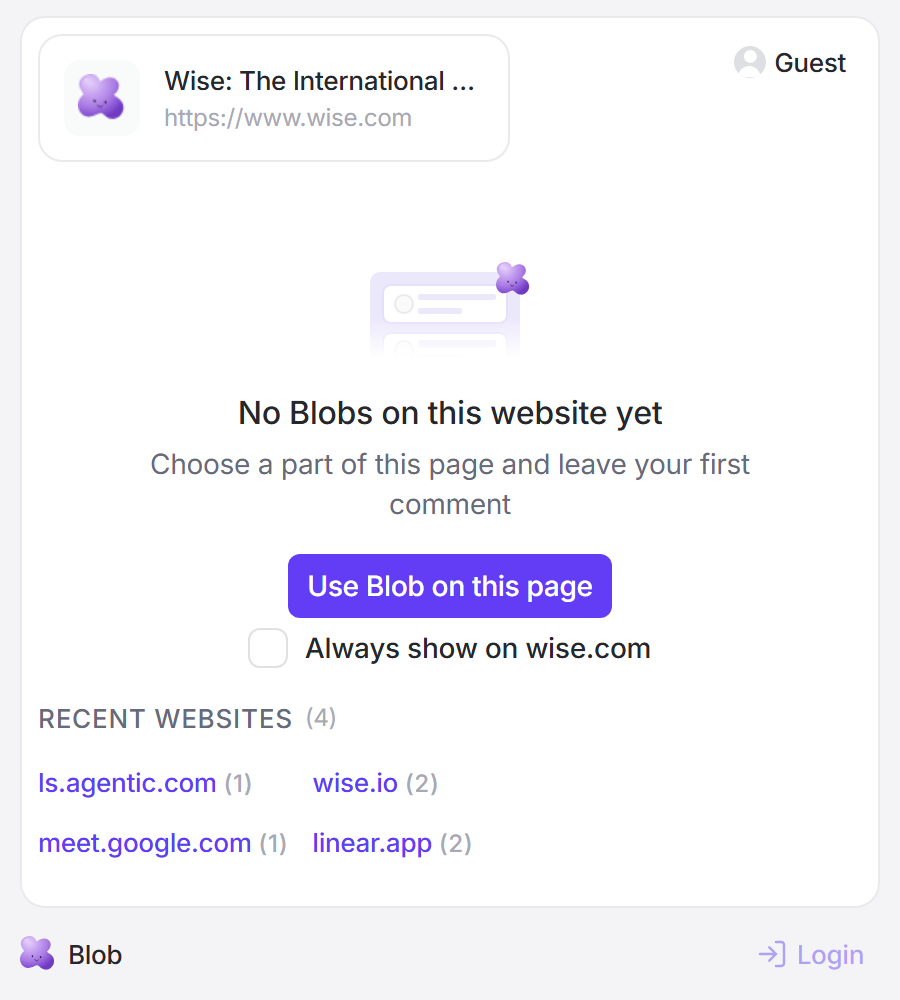 Wise: The International ...
https://www.wise.com
Guest
No Blobs on this website yet
Choose a part of this page and leave your first
comment
Use Blob on this page
Always show on wise.com
RECENT WEBSITES (4)
ls.agentic.com (1) wise.io (2)
meet.google.com (1) linear.app (2)
Blob
Login